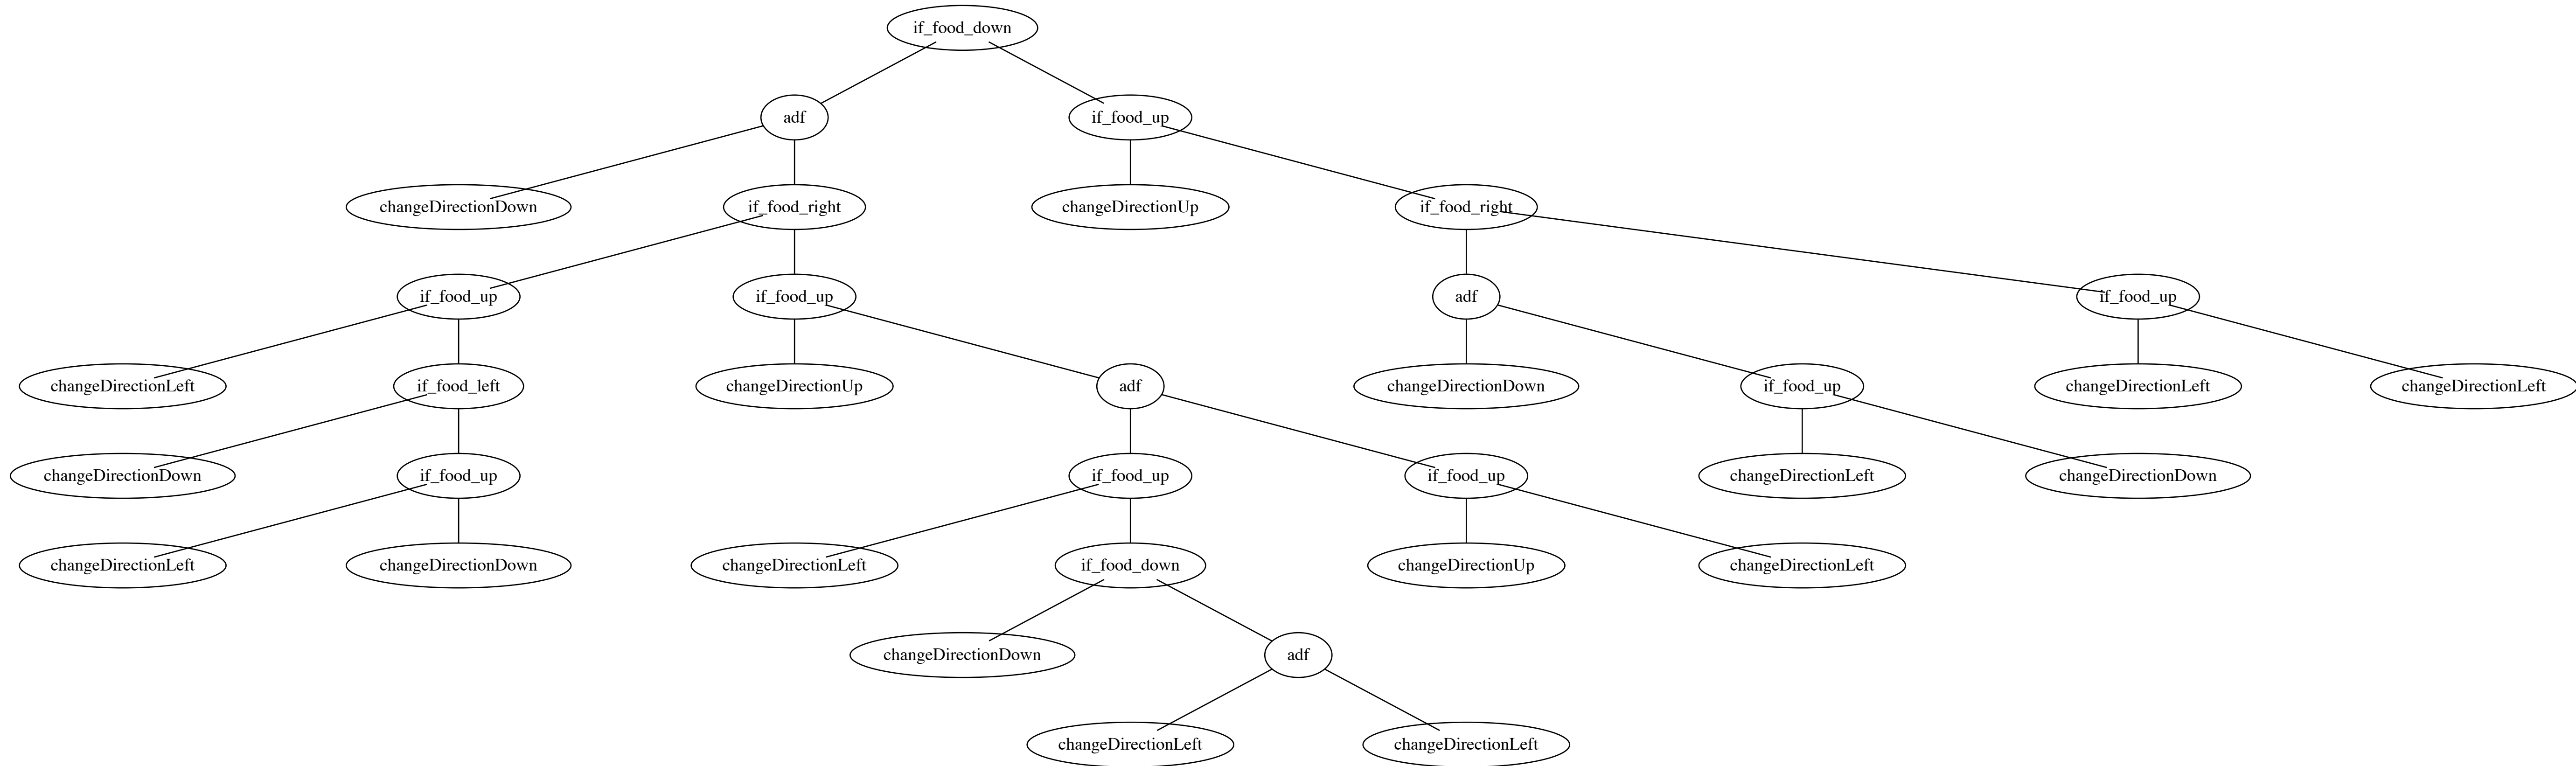 if_food_down
adf
if_food_up
changeDirectionDown
if_food_right
changeDirectionUp
if_food_right
if_food_up
if_food_up
adf
if_food_up
changeDirectionLeft
if_food_left
changeDirectionUp
adf
changeDirectionDown
if_food_up
changeDirectionLeft
changeDirectionLeft
changeDirectionDown
if_food_up
if_food_up
if_food_up
changeDirectionLeft
changeDirectionDown
changeDirectionLeft
changeDirectionDown
changeDirectionLeft
if_food_down
changeDirectionUp
changeDirectionLeft
changeDirectionDown
adf
changeDirectionLeft
changeDirectionLeft